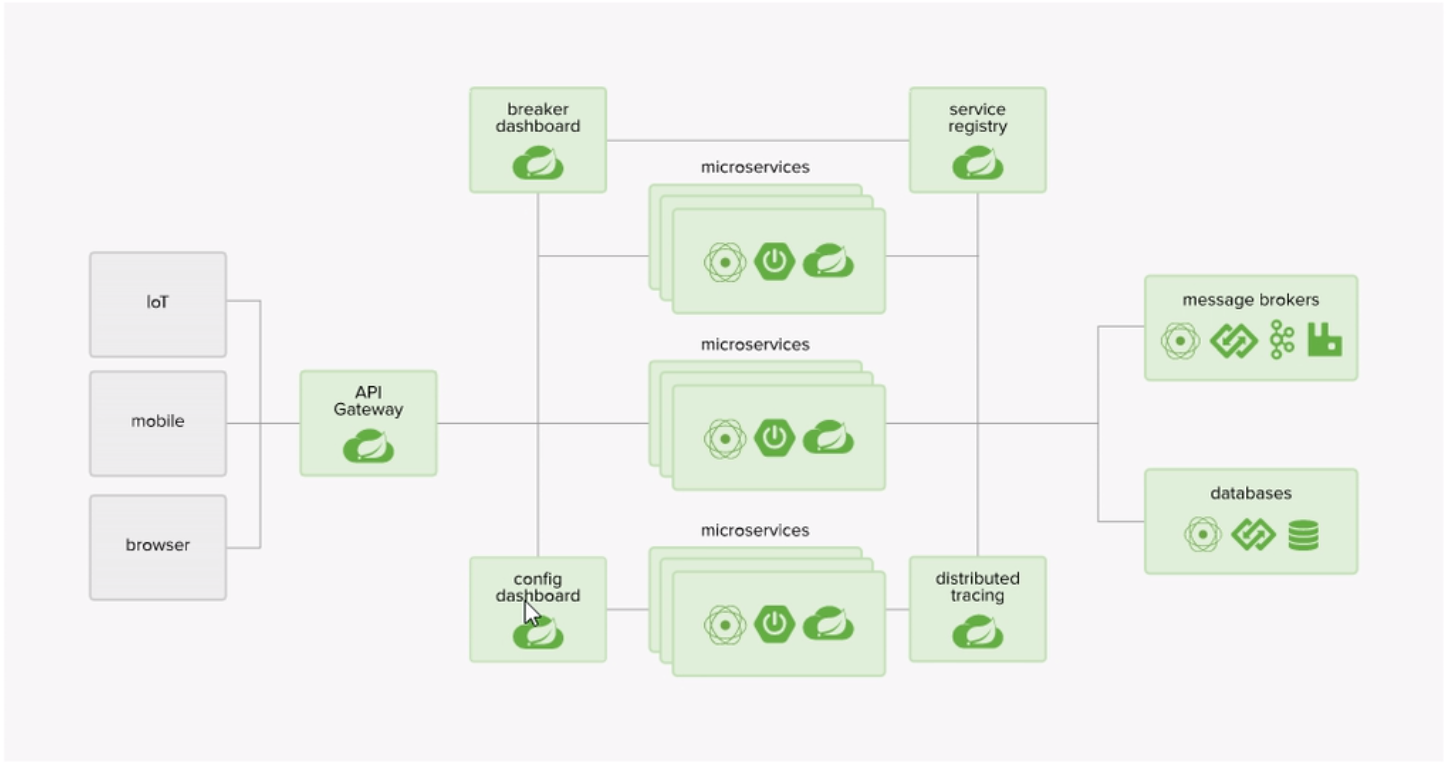 breaker
dashboard
service
registry
microservices
IoT
message brokers
microservices
API
Gateway
mobile
databases
microservices
browser
config
dashboard
distributed
tracing